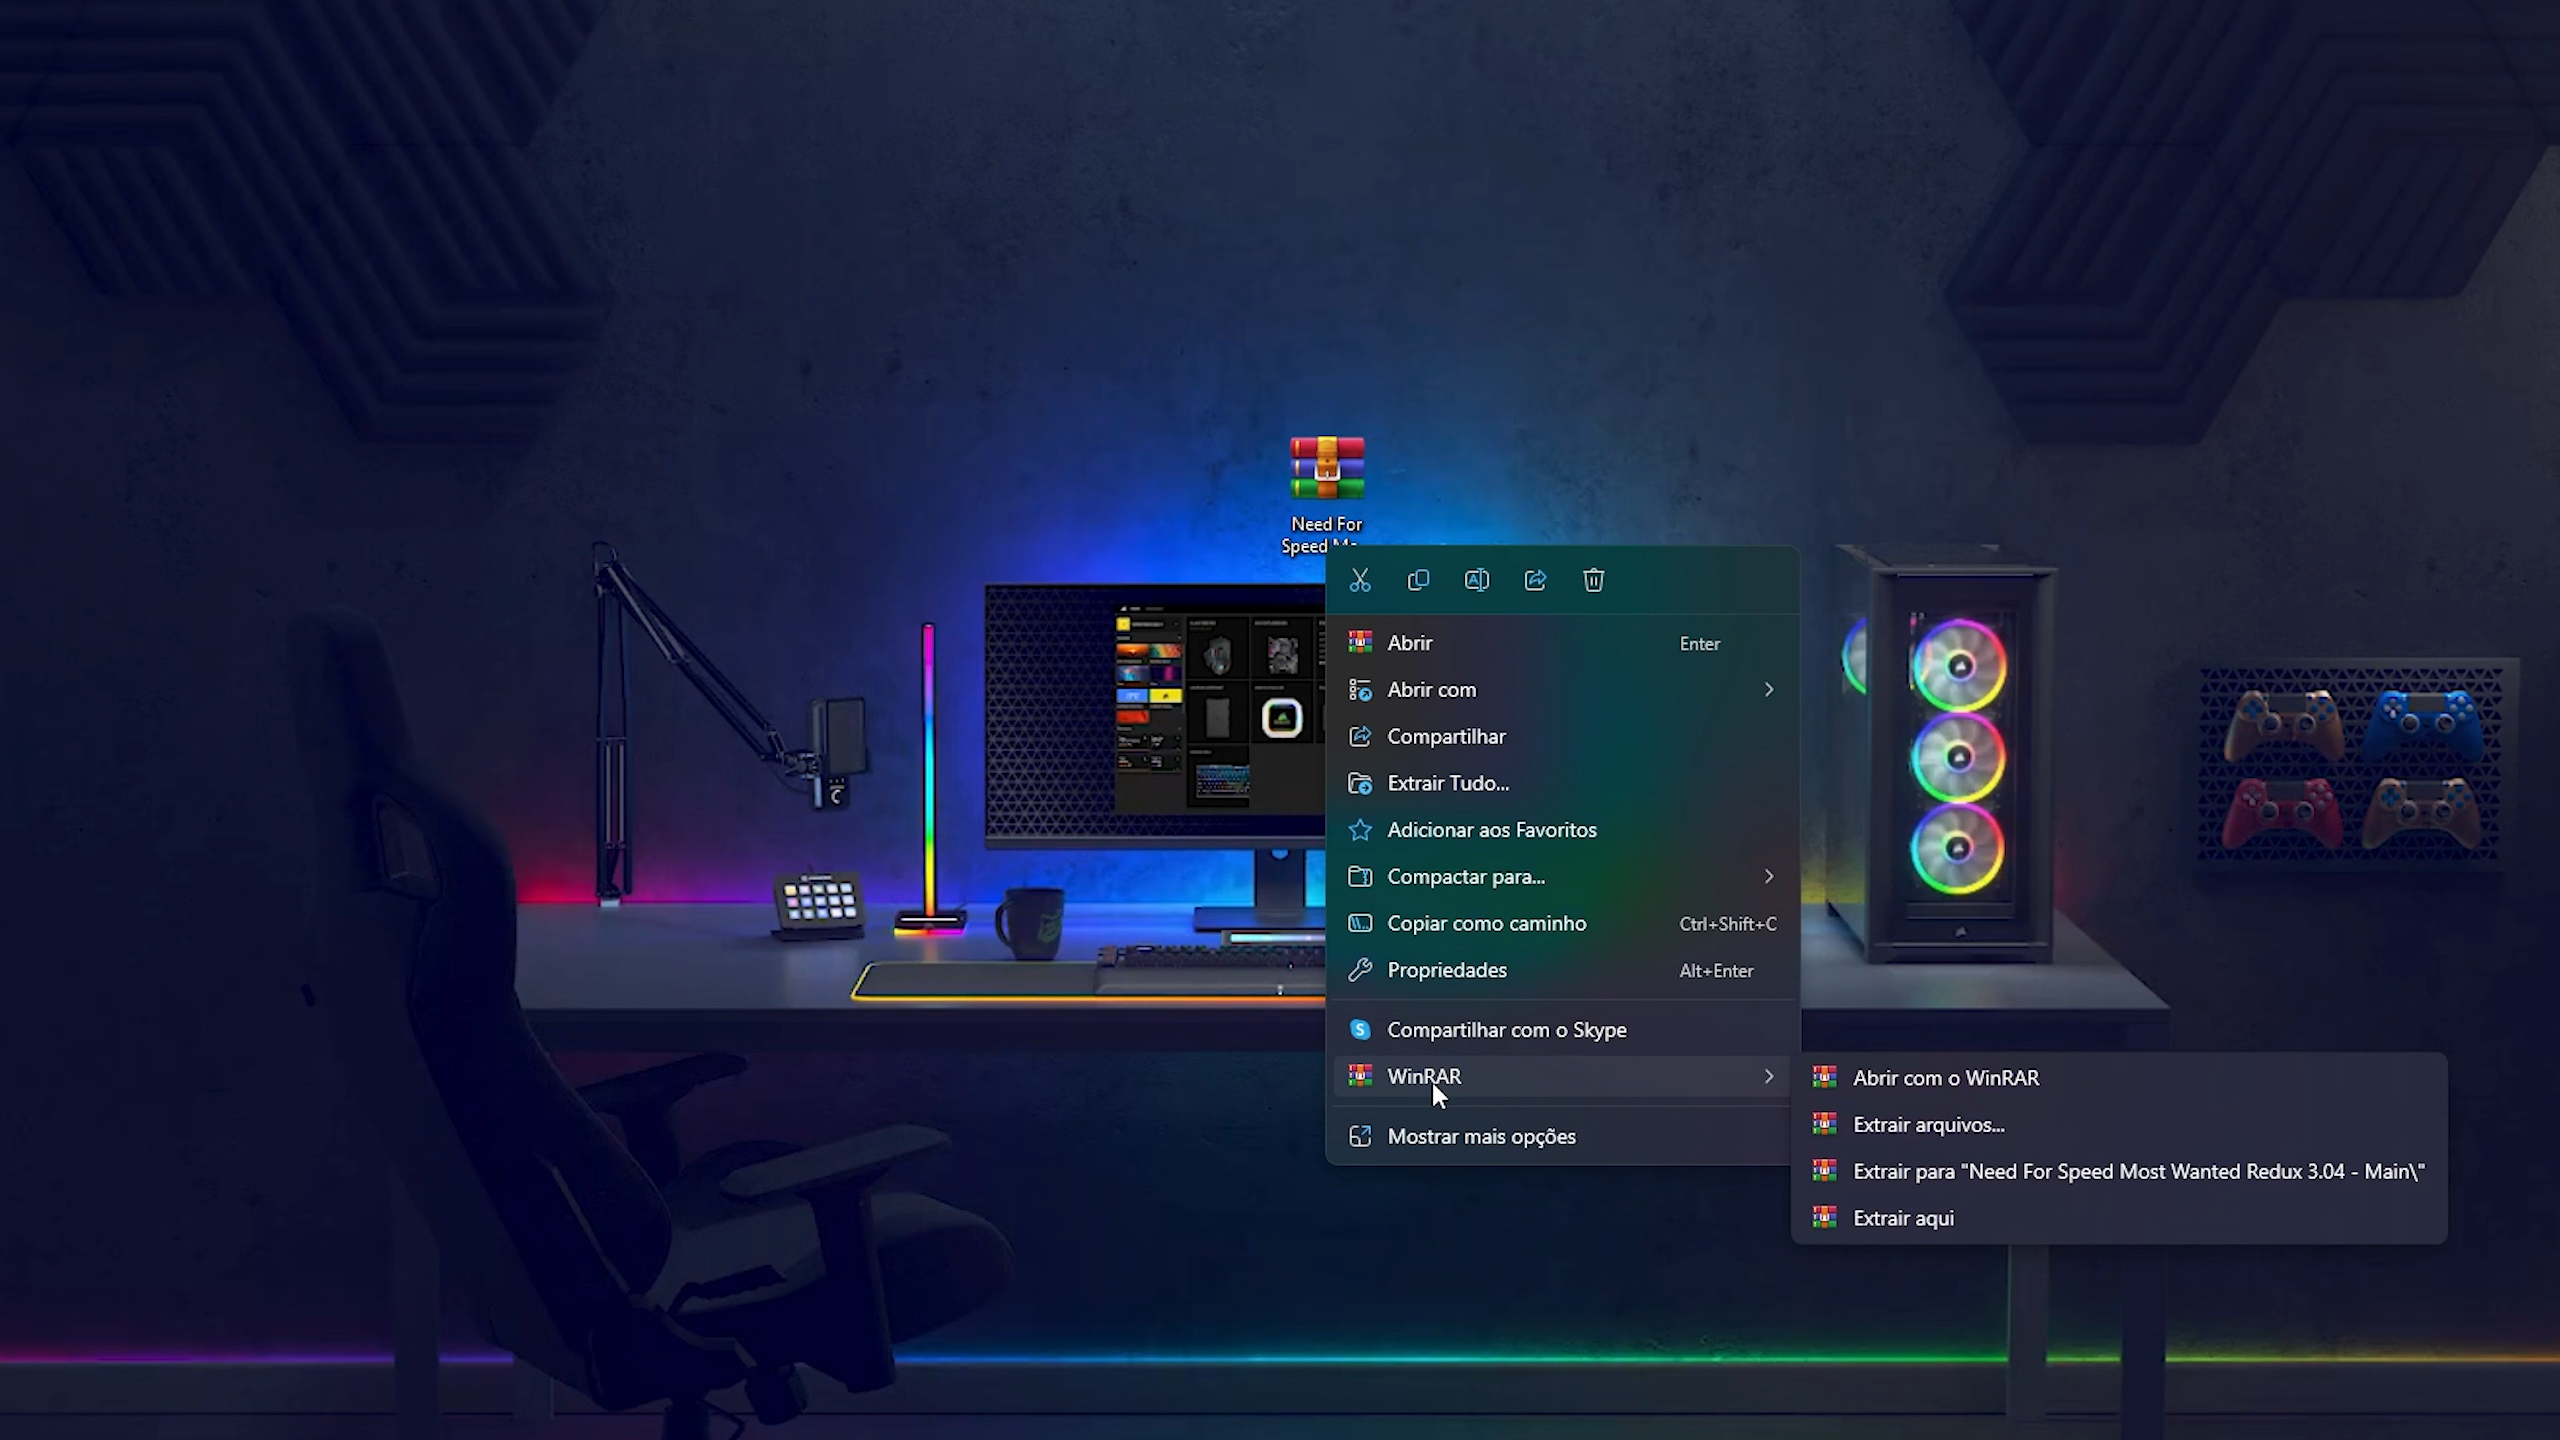 Need For
Speed Mo...
Abrir Enter
Abrir com
Compartilhar
Extrair Tudo...
Adicionar aos Favoritos
Compactar para...
Copiar como caminho Ctrl+Shift+C
Propriedades Alt+Enter
Compartilhar com o Skype
WinRAR
Mostrar mais opções
Abrir com o WinRAR
Extrair arquivos...
Extrair para "Need For Speed Most Wanted Redux 3.04 - Main\"
Extrair aqui